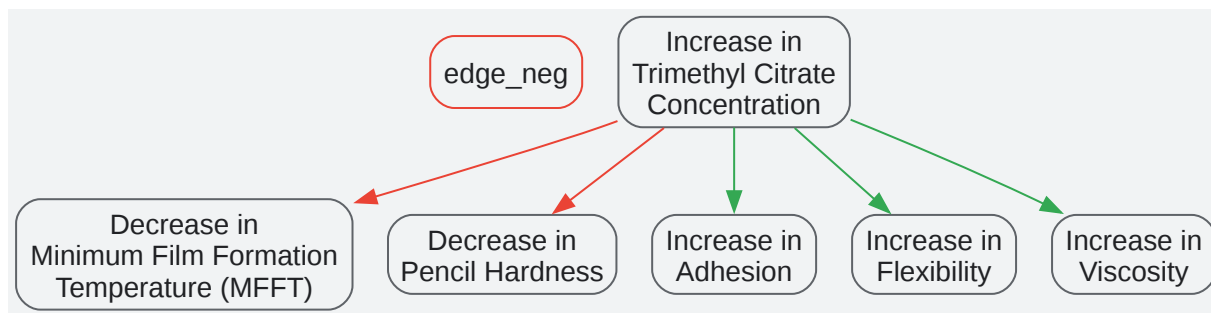 edge_neg
Increase in
Trimethyl Citrate
Concentration
Decrease in
Minimum Film Formation
Temperature (MFFT)
Decrease in
Pencil Hardness
Increase in
Adhesion
Increase in
Flexibility
Increase in
Viscosity